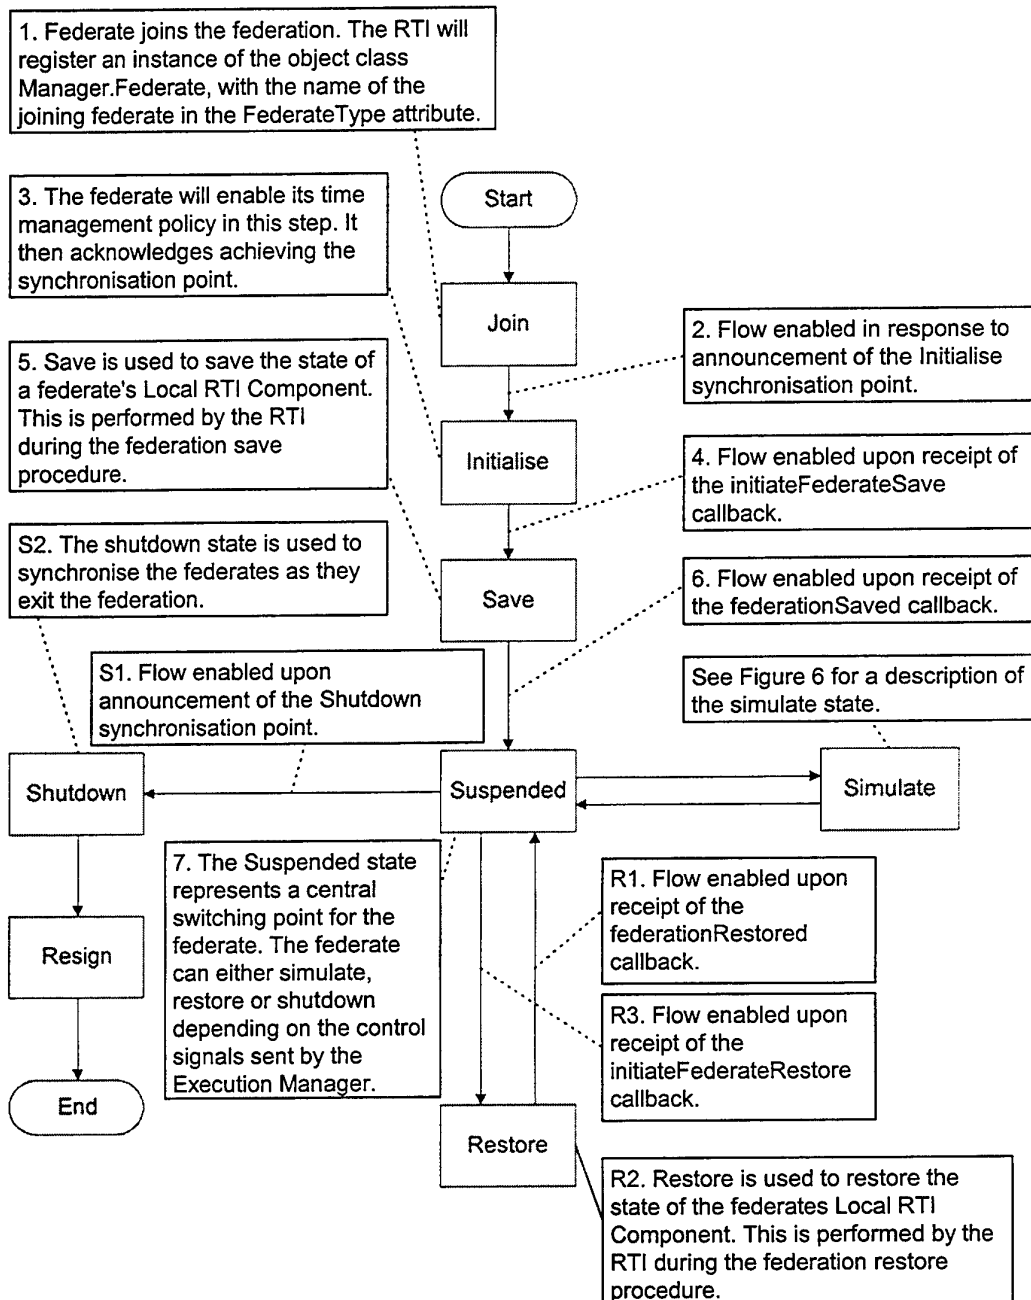 1. Federate joins the federation. The RTI will
register an instance of the object class
Manager.Federate, with the name of the
joining federate in the FederateType attribute.
3. The federate will enable its time
management policy in this step. It
then acknowledges achieving the
synchronisation point.
Start
Join
2. Flow enabled in response to
announcement of the Initialise
synchronisation point.
5. Save is used to save the state of
a federate's Local RTI Component.
This is performed by the RTI
during the federation save
procedure.
Initialise
4. Flow enabled upon receipt of
the initiateFederateSave
callback.
S2. The shutdown state is used to
synchronise the federates as they
exit the federation.
Save
6. Flow enabled upon receipt of
the federationSaved callback.
S1. Flow enabled upon
announcement of the Shutdown
synchronisation point.
See Figure 6 for a description of
the simulate state.
Shutdown
Suspended
Simulate
7. The Suspended state
represents a central
switching point for the
federate. The federate
can either simulate,
restore or shutdown
depending on the control
signals sent by the
Execution Manager.
R1. Flow enabled upon
receipt of the
federationRestored
callback.
Resign
R3. Flow enabled upon
receipt of the
initiateFederateRestore
callback.
End
Restore
R2. Restore is used to restore the
state of the federates Local RTI
Component. This is performed by the
RTI during the federation restore
procedure.